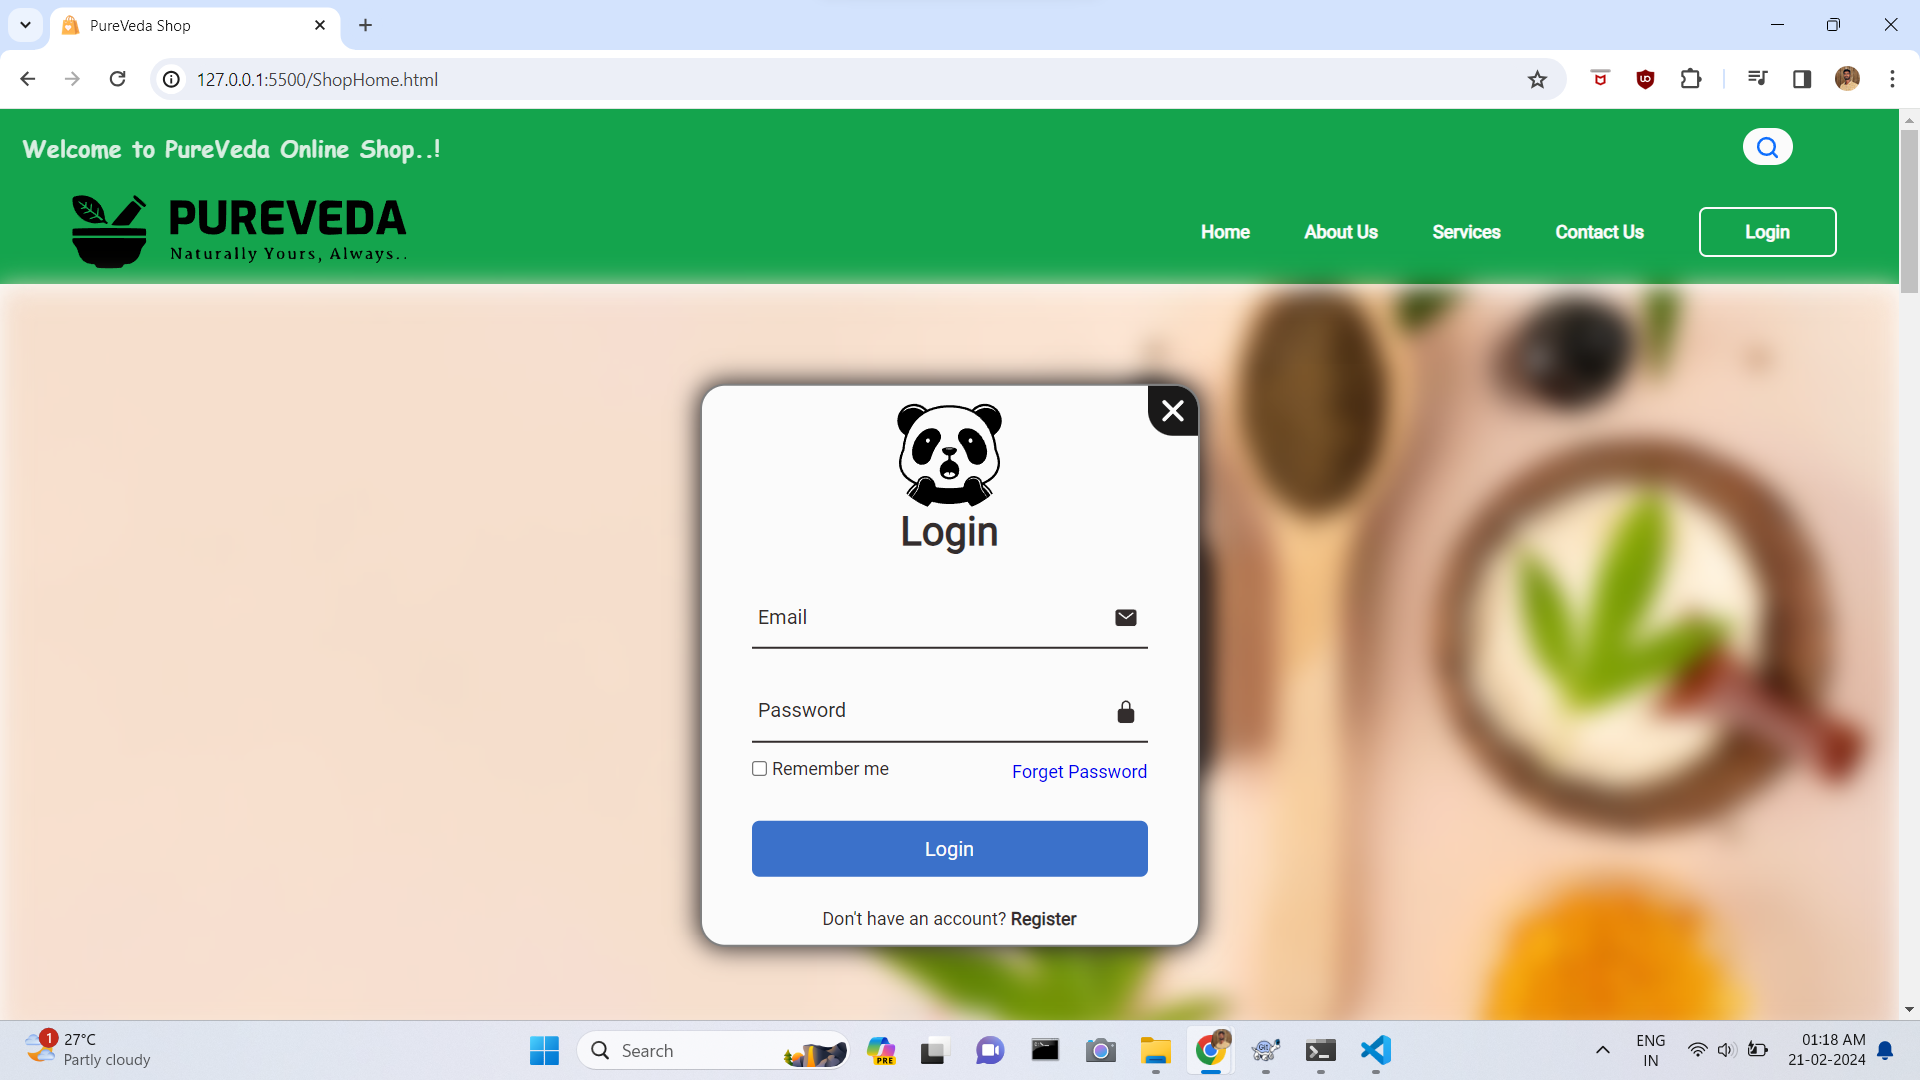 PureVeda Shop
127.0.0.1:5500/ShopHome.html
Welcome to PureVeda Online Shop..!
PUREVEDA
Naturally Yours, Always..
Home About Us Services Contact Us Login
Login
Email
Password
Remember me Forget Password
Login
Don't have an account? Register
1
27°C
Partly cloudy
Search
PRE
ENG
IN
01:18 AM
21-02-2024